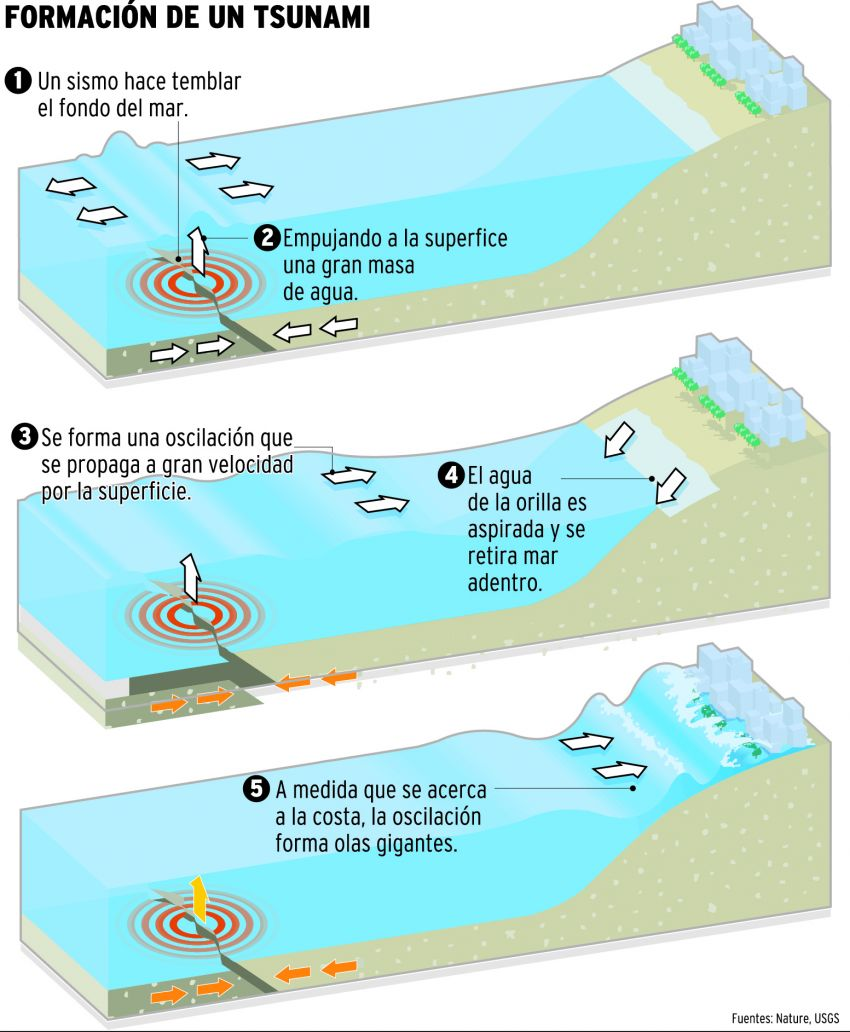 FORMACIÓN DE UN TSUNAMI
1 Un sismo hace temblar
el fondo del mar.
2 Empujando a la superfice
una gran masa
de agua.
3 Se forma una oscilación que
se propaga a gran velocidad
por la superficie.
4 El agua
de la orilla es
aspirada y se
retira mar
adentro.
5 A medida que se acerca
a la costa, la oscilación
forma olas gigantes.
Fuentes: Nature, USGS